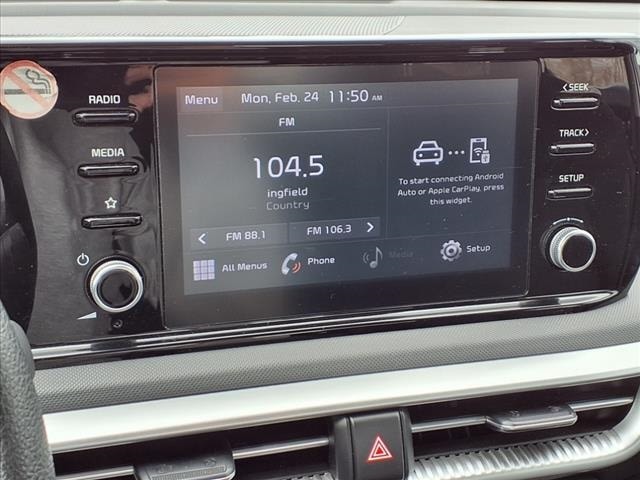 RADIO
MEDIA
Menu Mon, Feb. 24 11:50 AM
FM
104.5
ingfield
Country
FM 88.1 FM 106.3
To start connecting Android
Auto or Apple CarPlay, press
this widget.
All Menus Phone Media Setup
< SEEK
TRACK >
SETUP